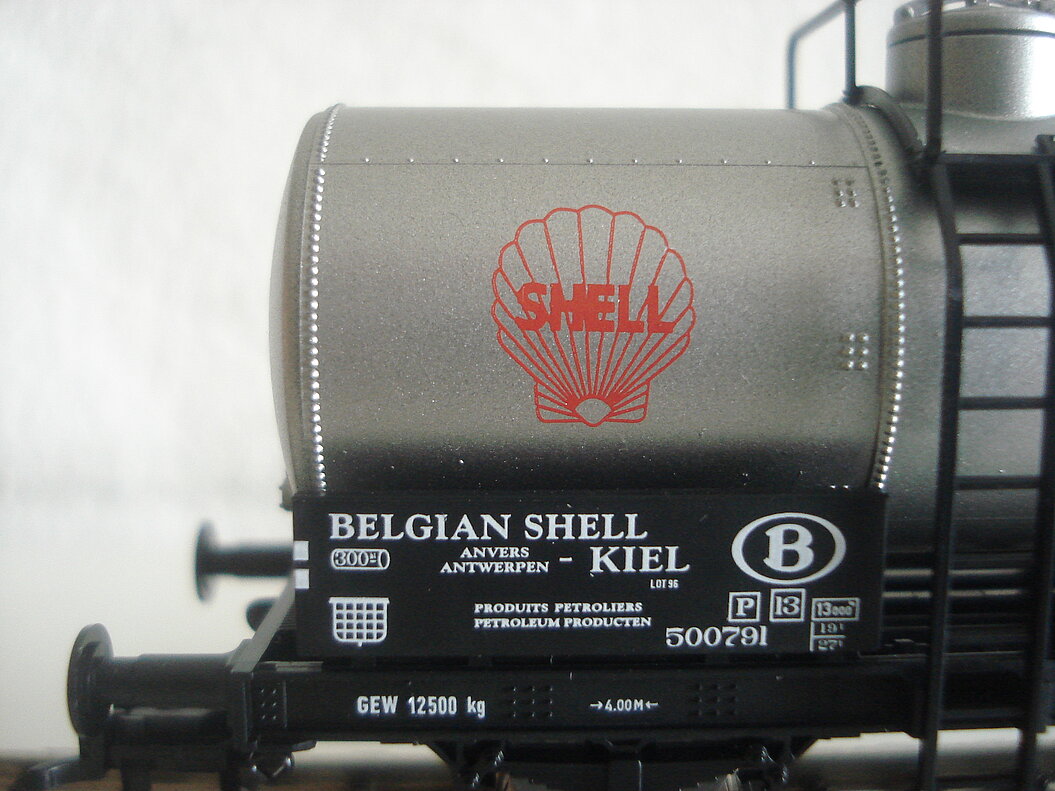 SHELL
BELGIAN SHELL
ANVERS
ANTWERPEN - KIEL
LOT 96
B
P 13 13000
PRODUITS PETROLIERS
PETROLEUM PRODUCTEN
500791
GEW 12500 kg
→4.00M←